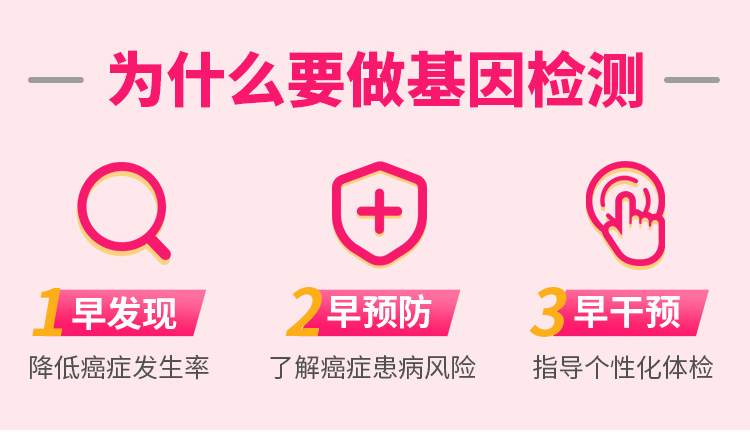 为什么要做基因检测
1 早发现
2 早预防
3 早干预
降低癌症发生率
了解癌症患病风险
指导个性化体检